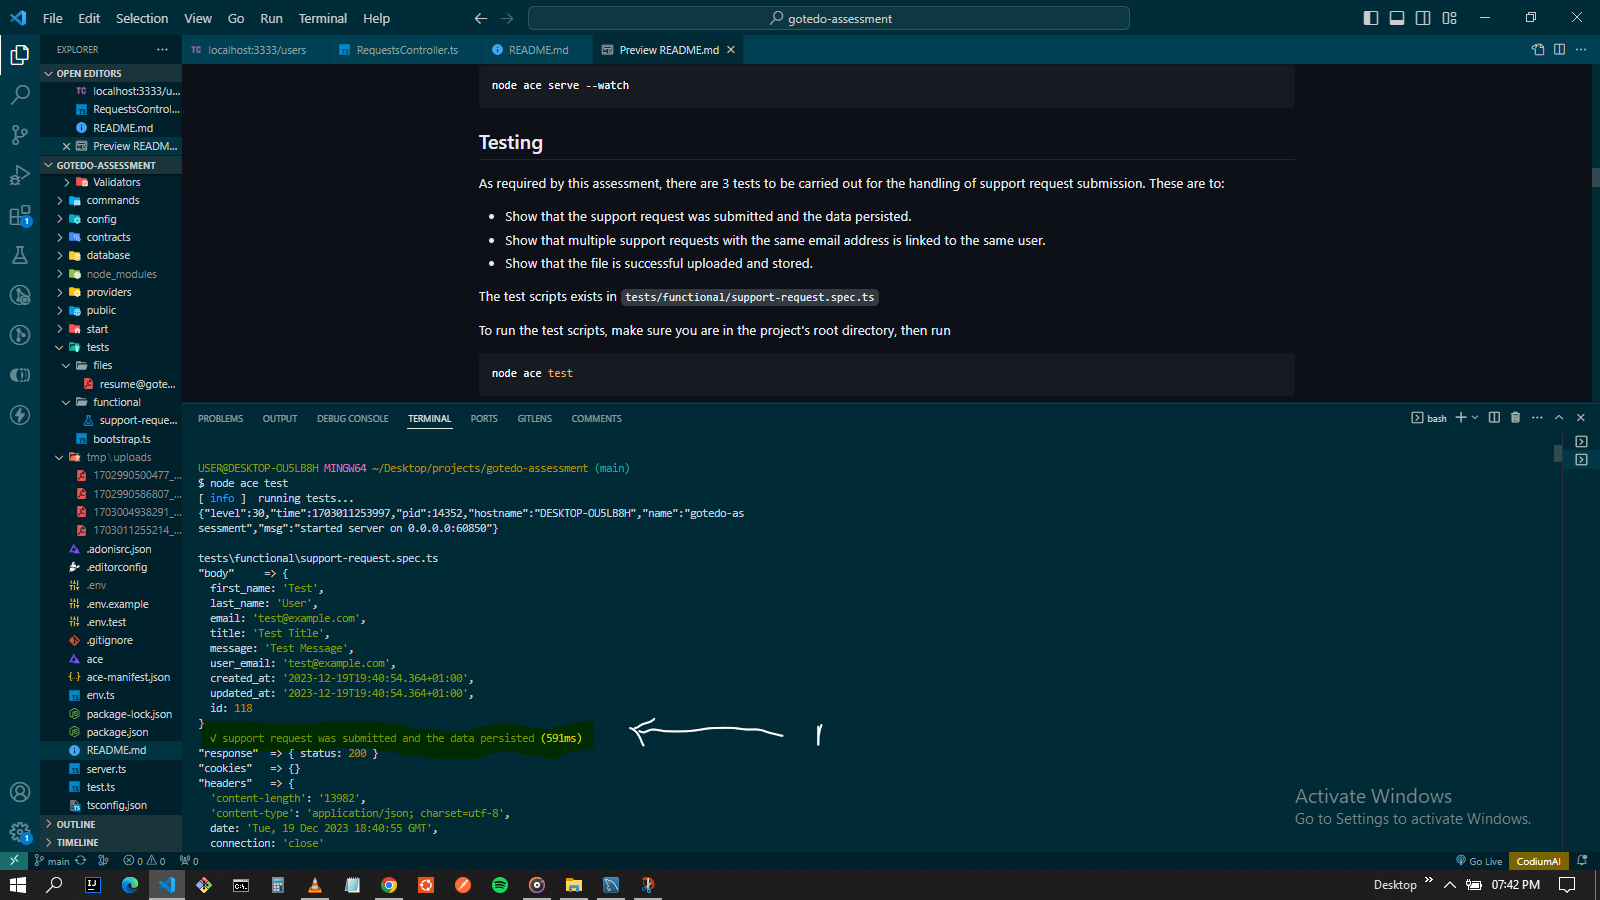 File Edit Selection View Go Run Terminal Help
gotedo-assessment
EXPLORER
localhost:3333/users
RequestsController.ts
README.md
Preview README.md
OPEN EDITORS
localhost:3333/u...
RequestsControl...
README.md
Preview READM...
GOTEDO-ASSESSMENT
Validators
commands
config
contracts
database
node_modules
providers
public
start
tests
files
resume@gote...
functional
support-reque...
bootstrap.ts
tmp\uploads
1702990500477_...
1702990586807_...
1703004938291_...
1703011255214_...
.adonisrc.json
.editorconfig
.env
.env.example
.env.test
.gitignore
ace
ace-manifest.json
env.ts
package-lock.json
package.json
README.md
server.ts
test.ts
tsconfig.json
OUTLINE
TIMELINE
node ace serve --watch
Testing
As required by this assessment, there are 3 tests to be carried out for the handling of support request submission. These are to:
• Show that the support request was submitted and the data persisted.
• Show that multiple support requests with the same email address is linked to the same user.
• Show that the file is successful uploaded and stored.
The test scripts exists in tests/functional/support-request.spec.ts
To run the test scripts, make sure you are in the project's root directory, then run
node ace test
PROBLEMS OUTPUT DEBUG CONSOLE TERMINAL PORTS GITLENS COMMENTS
bash
USER@DESKTOP-OU5LB8H MINGW64 ~/Desktop/projects/gotedo-assessment (main)
$ node ace test
[ info ]  running tests...
{"level":30,"time":1703011253997,"pid":14352,"hostname":"DESKTOP-OU5LB8H","name":"gotedo-as
sessment","msg":"started server on 0.0.0.0:60850"}
tests\functional\support-request.spec.ts
"body"     => {
  first_name: 'Test',
  last_name: 'User',
  email: 'test@example.com',
  title: 'Test Title',
  message: 'Test Message',
  user_email: 'test@example.com',
  created_at: '2023-12-19T19:40:54.364+01:00',
  updated_at: '2023-12-19T19:40:54.364+01:00',
  id: 118
}
√ support request was submitted and the data persisted (591ms)
1
"response"  => { status: 200 }
"cookies"   => {}
"headers"   => {
  'content-length': '13982',
  'content-type': 'application/json; charset=utf-8',
  date: 'Tue, 19 Dec 2023 18:40:55 GMT',
  connection: 'close'
Activate Windows
Go to Settings to activate Windows.
main
0 0
0
Go Live
CodiumAI
Desktop
07:42 PM